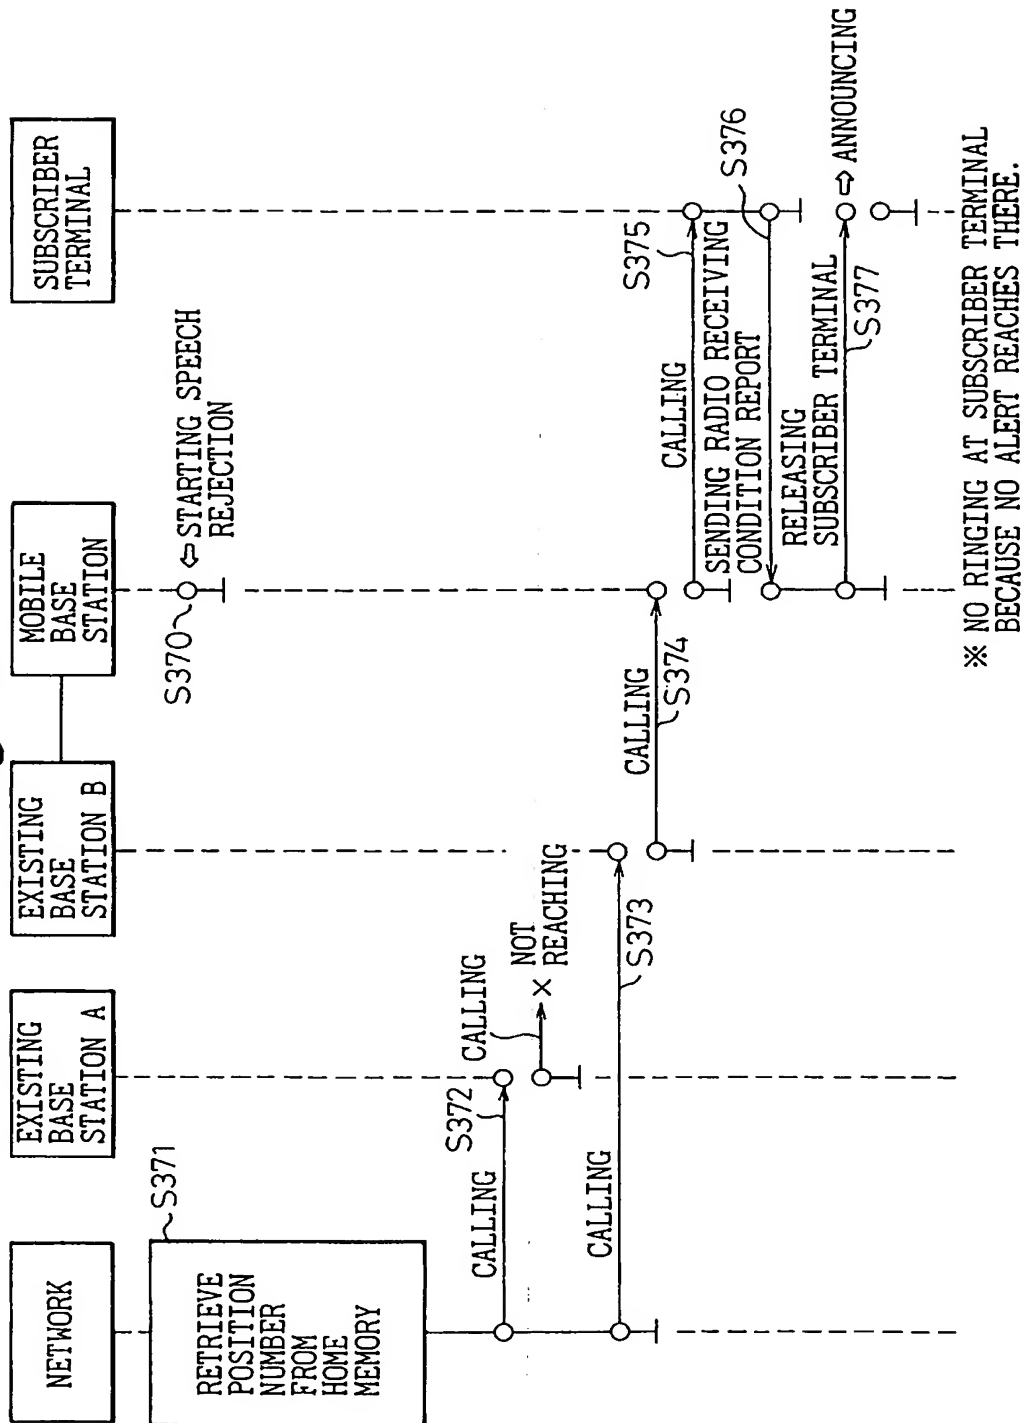 NETWORK
EXISTING
BASE
STATION A
EXISTING
BASE
STATION B
MOBILE
BASE
STATION
SUBSCRIBER
TERMINAL
S371
RETRIEVE
POSITION
NUMBER
FROM
HOME
MEMORY
S370
⇦STARTING SPEECH
REJECTION
CALLING
S372
CALLING
× NOT
REACHING
CALLING
S373
CALLING
S374
CALLING
S375
SENDING RADIO RECEIVING
CONDITION REPORT
S376
RELEASING
SUBSCRIBER TERMINAL
S377
⇨ ANNOUNCING
※ NO RINGING AT SUBSCRIBER TERMINAL
BECAUSE NO ALERT REACHES THERE.